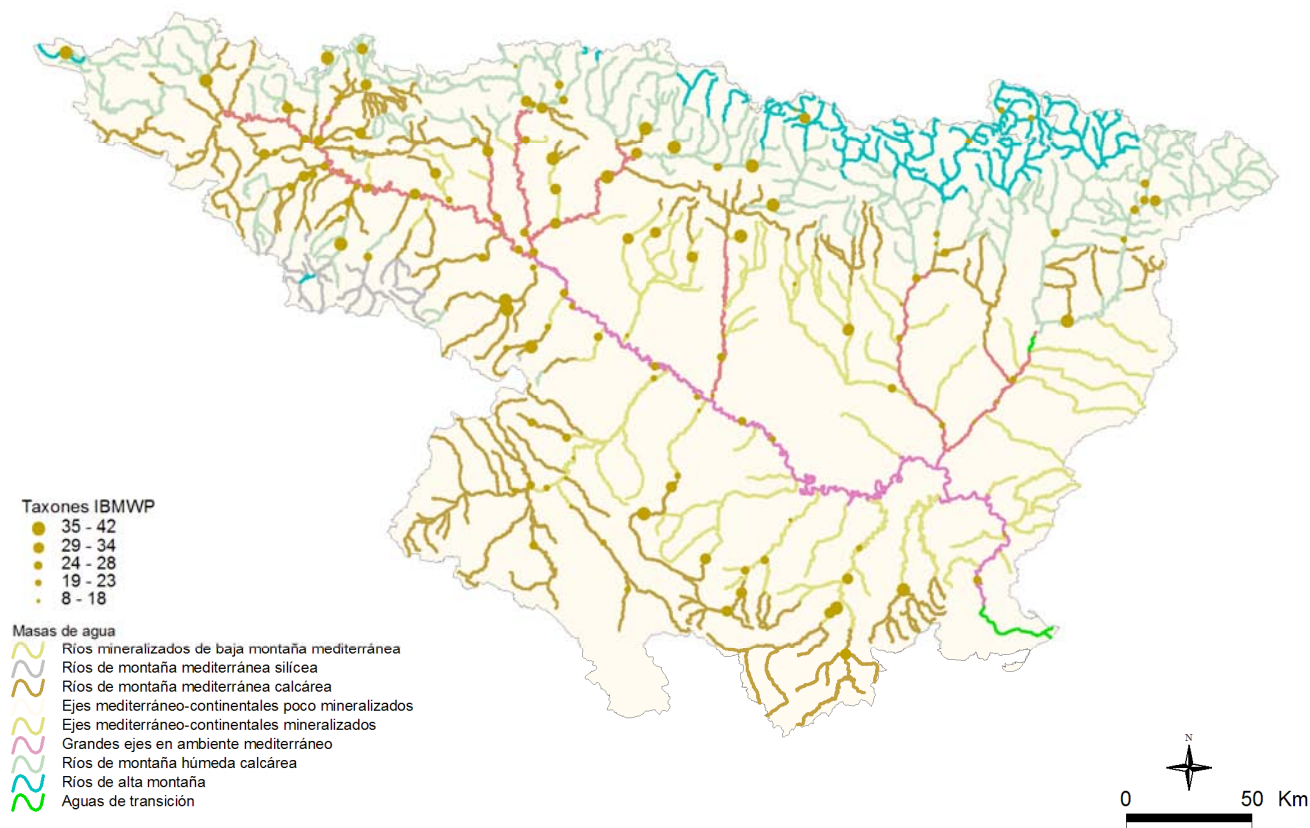 N
Taxones IBMWP
35 - 42
29 - 34
24 - 28
19 - 23
8 - 18
Masas de agua
Ríos mineralizados de baja montaña mediterránea
Ríos de montaña mediterránea silícea
Ríos de montaña mediterránea calcárea
Ejes mediterráneo-continentales poco mineralizados
Ejes mediterráneo-continentales mineralizados
Grandes ejes en ambiente mediterráneo
Ríos de montaña húmeda calcárea
Ríos de alta montaña
Aguas de transición
0 50 Km